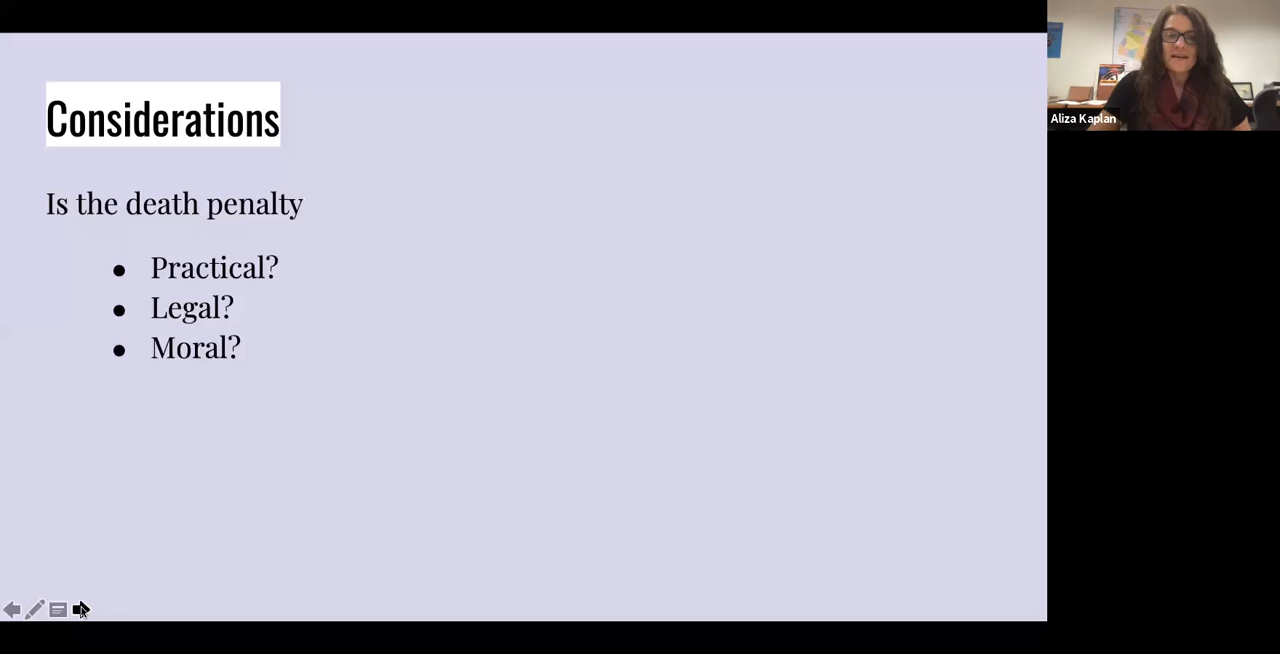 Considerations
Is the death penalty
● Practical?
● Legal?
● Moral?
Aliza Kaplan